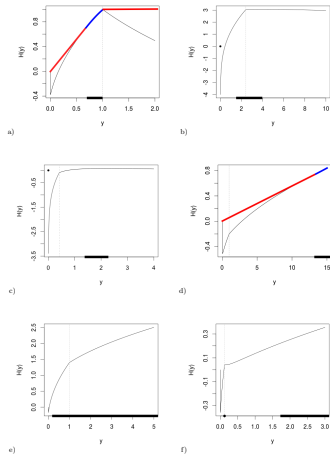 H(y)
-0.4 0.0 0.4 0.8
0.0 0.5 1.0 1.5 2.0
y
a)
H(y)
-4 -3 -2 -1 0 1 2 3
0 2 4 6 8 10
y
b)
H(y)
-3.5 -2.5 -1.5 -0.5
0 1 2 3 4
y
c)
H(y)
-0.4 0.0 0.4 0.8
0 5 10 15
y
d)
H(y)
0.0 0.5 1.0 1.5 2.0 2.5
0 1 2 3 4 5
y
e)
H(y)
-0.3 -0.1 0.1 0.3
0.0 0.5 1.0 1.5 2.0 2.5 3.0
y
f)